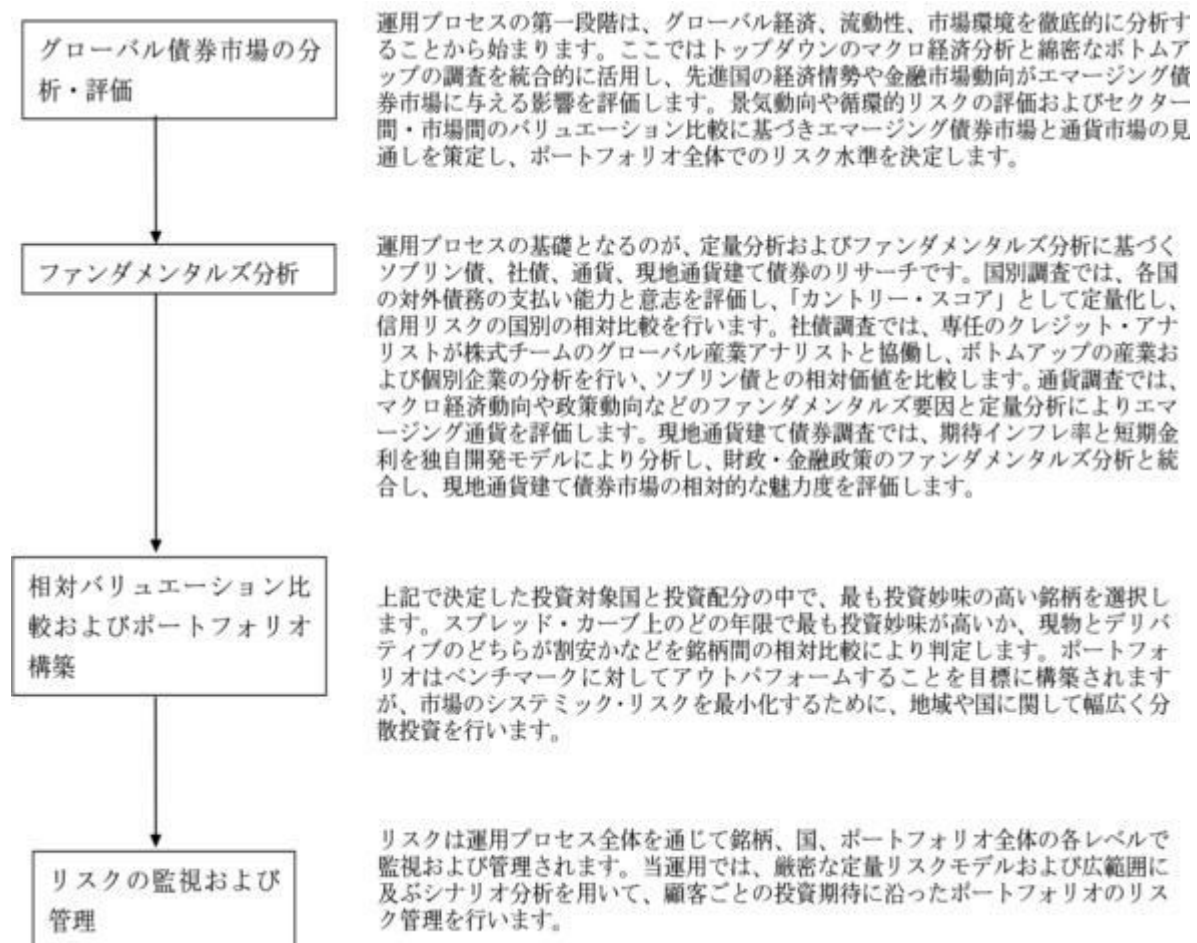 グローバル債券市場の分
析・評価
運用プロセスの第一段階は、グローバル経済、流動性、市場環境を徹底的に分析す
ることから始まります。ここではトップダウンのマクロ経済分析と綿密なボトムア
ップの調査を統合的に活用し、先進国の経済情勢や金融市場動向がエマージング債
券市場に与える影響を評価します。景気動向や循環的リスクの評価およびセクター
間・市場間のバリュエーション比較に基づきエマージング債券市場と通貨市場の見
通しを策定し、ポートフォリオ全体でのリスク水準を決定します。
ファンダメンタルズ分析
運用プロセスの基礎となるのが、定量分析およびファンダメンタルズ分析に基づく
ソブリン債、社債、通貨、現地通貨建て債券のリサーチです。国別調査では、各国
の対外債務の支払い能力と意志を評価し、「カントリー・スコア」として定量化し、
信用リスクの国別の相対比較を行います。社債調査では、専任のクレジット・アナ
リストが株式チームのグローバル産業アナリストと協働し、ボトムアップの産業お
よび個別企業の分析を行い、ソブリン債との相対価値を比較します。通貨調査では、
マクロ経済動向や政策動向などのファンダメンタルズ要因と定量分析によりエマ
ージング通貨を評価します。現地通貨建て債券調査では、期待インフレ率と短期金
利を独自開発モデルにより分析し、財政・金融政策のファンダメンタルズ分析と統
合し、現地通貨建て債券市場の相対的な魅力度を評価します。
相対バリュエーション比
較およびポートフォリオ
構築
上記で決定した投資対象国と投資配分の中で、最も投資妙味の高い銘柄を選択し
ます。スプレッド・カーブ上のどの年限で最も投資妙味が高いか、現物とデリバ
ティブのどちらが割安かなどを銘柄間の相対比較により判定します。ポートフォ
リオはベンチマークに対してアウトパフォームすることを目標に構築されます
が、市場のシステミック・リスクを最小化するために、地域や国に関して幅広く分
散投資を行います。
リスクの監視および
管理
リスクは運用プロセス全体を通じて銘柄、国、ポートフォリオ全体の各レベルで
監視および管理されます。当運用では、厳密な定量リスクモデルおよび広範囲に
及ぶシナリオ分析を用いて、顧客ごとの投資期待に沿ったポートフォリオのリス
ク管理を行います。